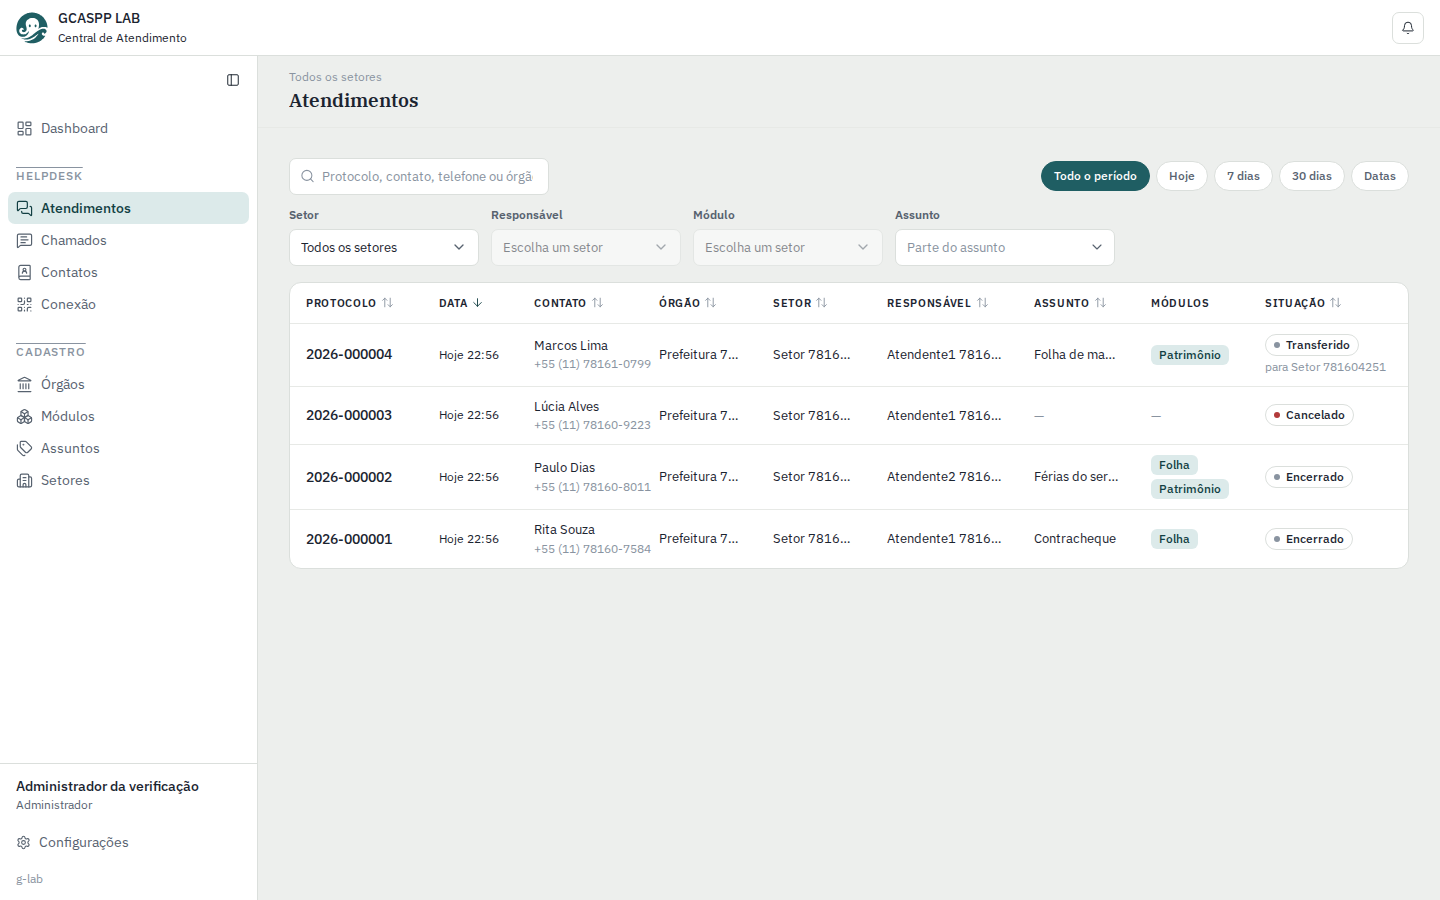 GCASPP LAB
Central de Atendimento
Dashboard
HELPDESK
Atendimentos
Chamados
Contatos
Conexão
CADASTRO
Órgãos
Módulos
Assuntos
Setores
Administrador da verificação
Administrador
Configurações
g-lab
Todos os setores
Atendimentos
Protocolo, contato, telefone ou órgã
Todo o período Hoje 7 dias 30 dias Datas
Setor Responsável Módulo Assunto
Todos os setores Escolha um setor Escolha um setor Parte do assunto
PROTOCOLO DATA CONTATO ÓRGÃO SETOR RESPONSÁVEL ASSUNTO MÓDULOS SITUAÇÃO
2026-000004 Hoje 22:56 Marcos Lima Prefeitura 7... Setor 7816... Atendente1 7816... Folha de ma... Patrimônio Transferido
+55 (11) 78161-0799 para Setor 781604251
2026-000003 Hoje 22:56 Lúcia Alves Prefeitura 7... Setor 7816... Atendente1 7816... — — Cancelado
+55 (11) 78160-9223
2026-000002 Hoje 22:56 Paulo Dias Prefeitura 7... Setor 7816... Atendente2 7816... Férias do ser... Folha Encerrado
+55 (11) 78160-8011 Patrimônio
2026-000001 Hoje 22:56 Rita Souza Prefeitura 7... Setor 7816... Atendente1 7816... Contracheque Folha Encerrado
+55 (11) 78160-7584